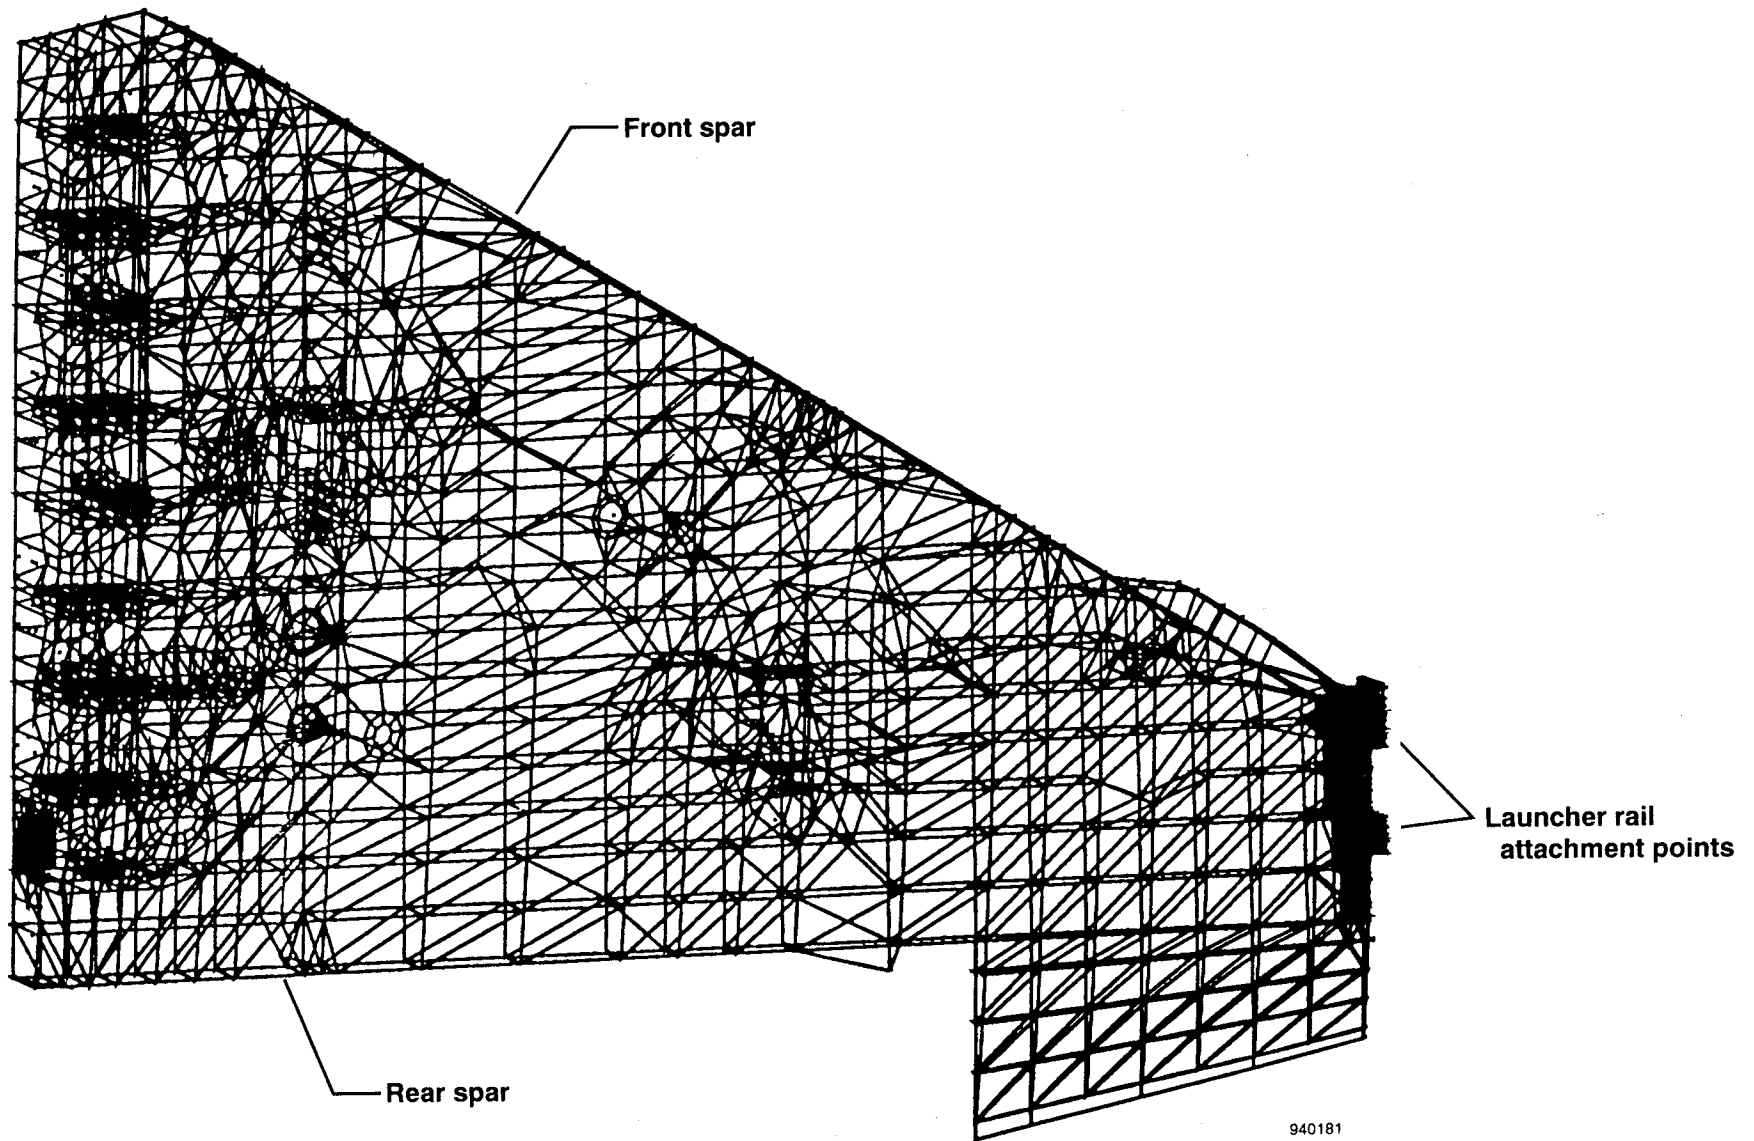 Front spar
Launcher rail
attachment points
Rear spar
940181